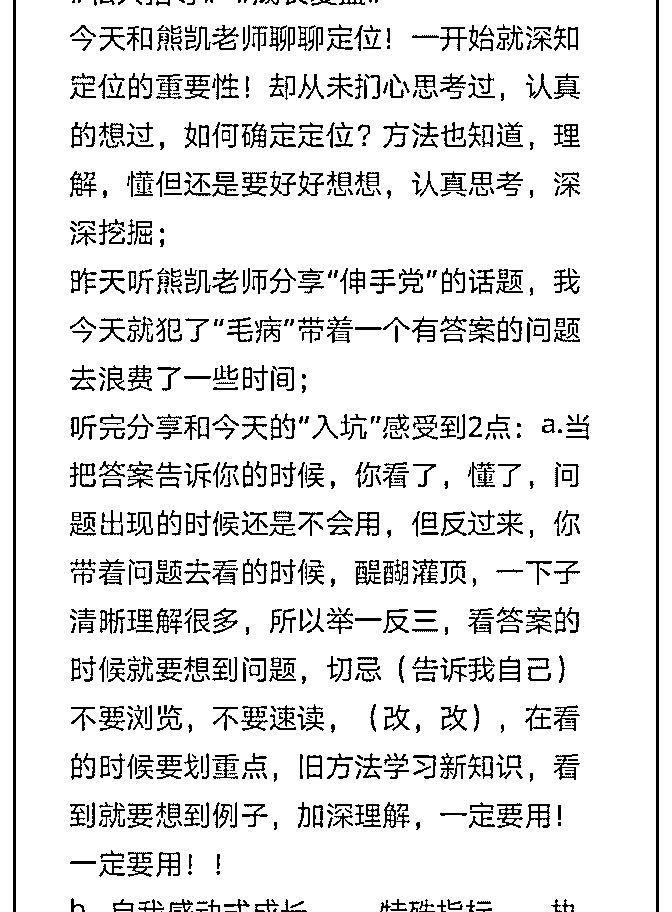 今天和熊凯老师聊聊定位！一开始就深知
定位的重要性！却从未扪心思考过，认真
的想过，如何确定定位？方法也知道，理
解，懂但还是要好好想想，认真思考，深
深挖掘；
昨天听熊凯老师分享“伸手党”的话题，我
今天就犯了“毛病”带着一个有答案的问题
去浪费了一些时间；
听完分享和今天的“入坑”感受到2点：a.当
把答案告诉你的时候，你看了，懂了，问
题出现的时候还是不会用，但反过来，你
带着问题去看的时候，醍醐灌顶，一下子
清晰理解很多，所以举一反三，看答案的
时候就要想到问题，切忌（告诉我自己）
不要浏览，不要速读，（改，改），在看
的时候要划重点，旧方法学习新知识，看
到就要想到例子，加深理解，一定要用！
一定要用！！